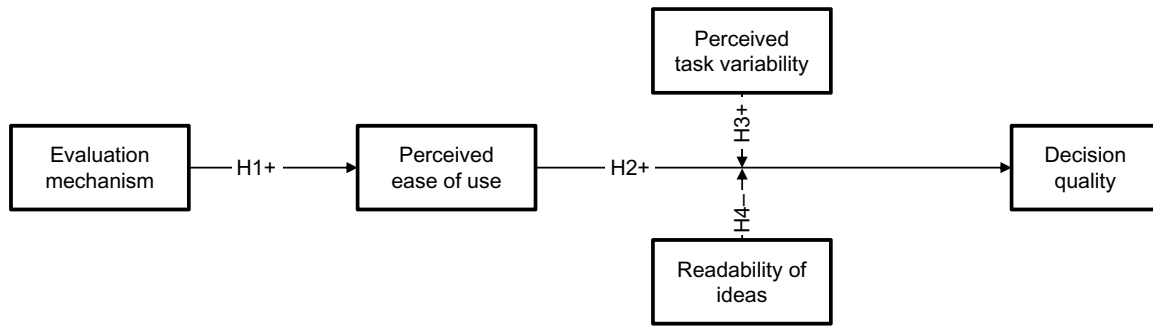 Perceived
task variability
H3+
Evaluation
mechanism
H1+
Perceived
ease of use
H2+
Decision
quality
H4–
Readability of
ideas